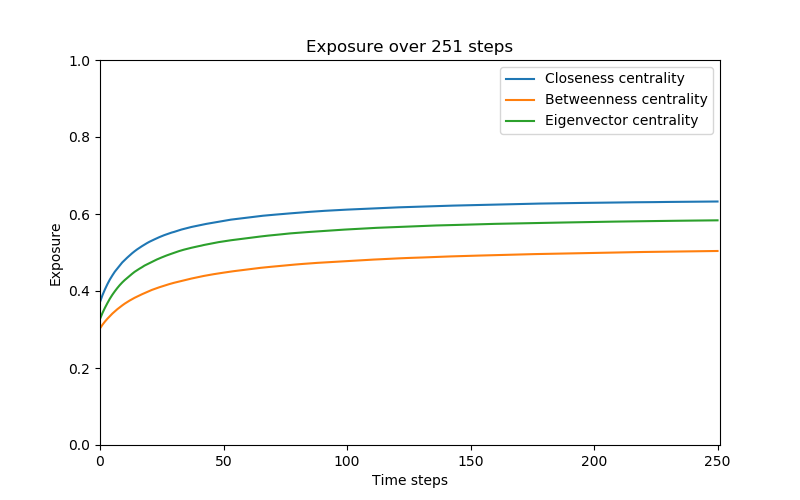 Exposure over 251 steps
Closeness centrality
Betweenness centrality
Eigenvector centrality
1.0
0.8
0.6
0.4
0.2
0.0
Exposure
0 50 100 150 200 250
Time steps